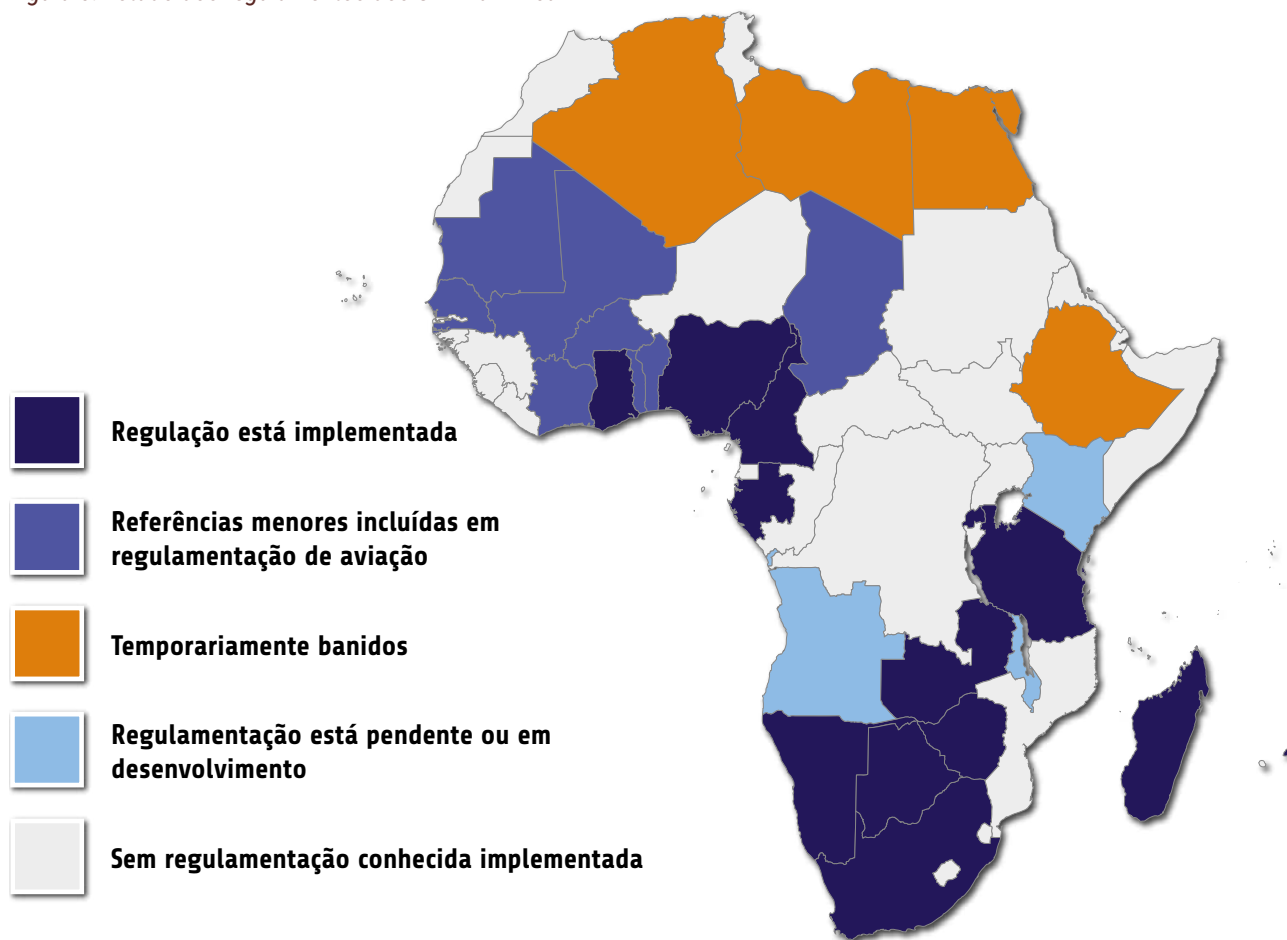 Regulação está implementada
Referências menores incluídas em
regulamentação de aviação
Temporariamente banidos
Regulamentação está pendente ou em
desenvolvimento
Sem regulamentação conhecida implementada